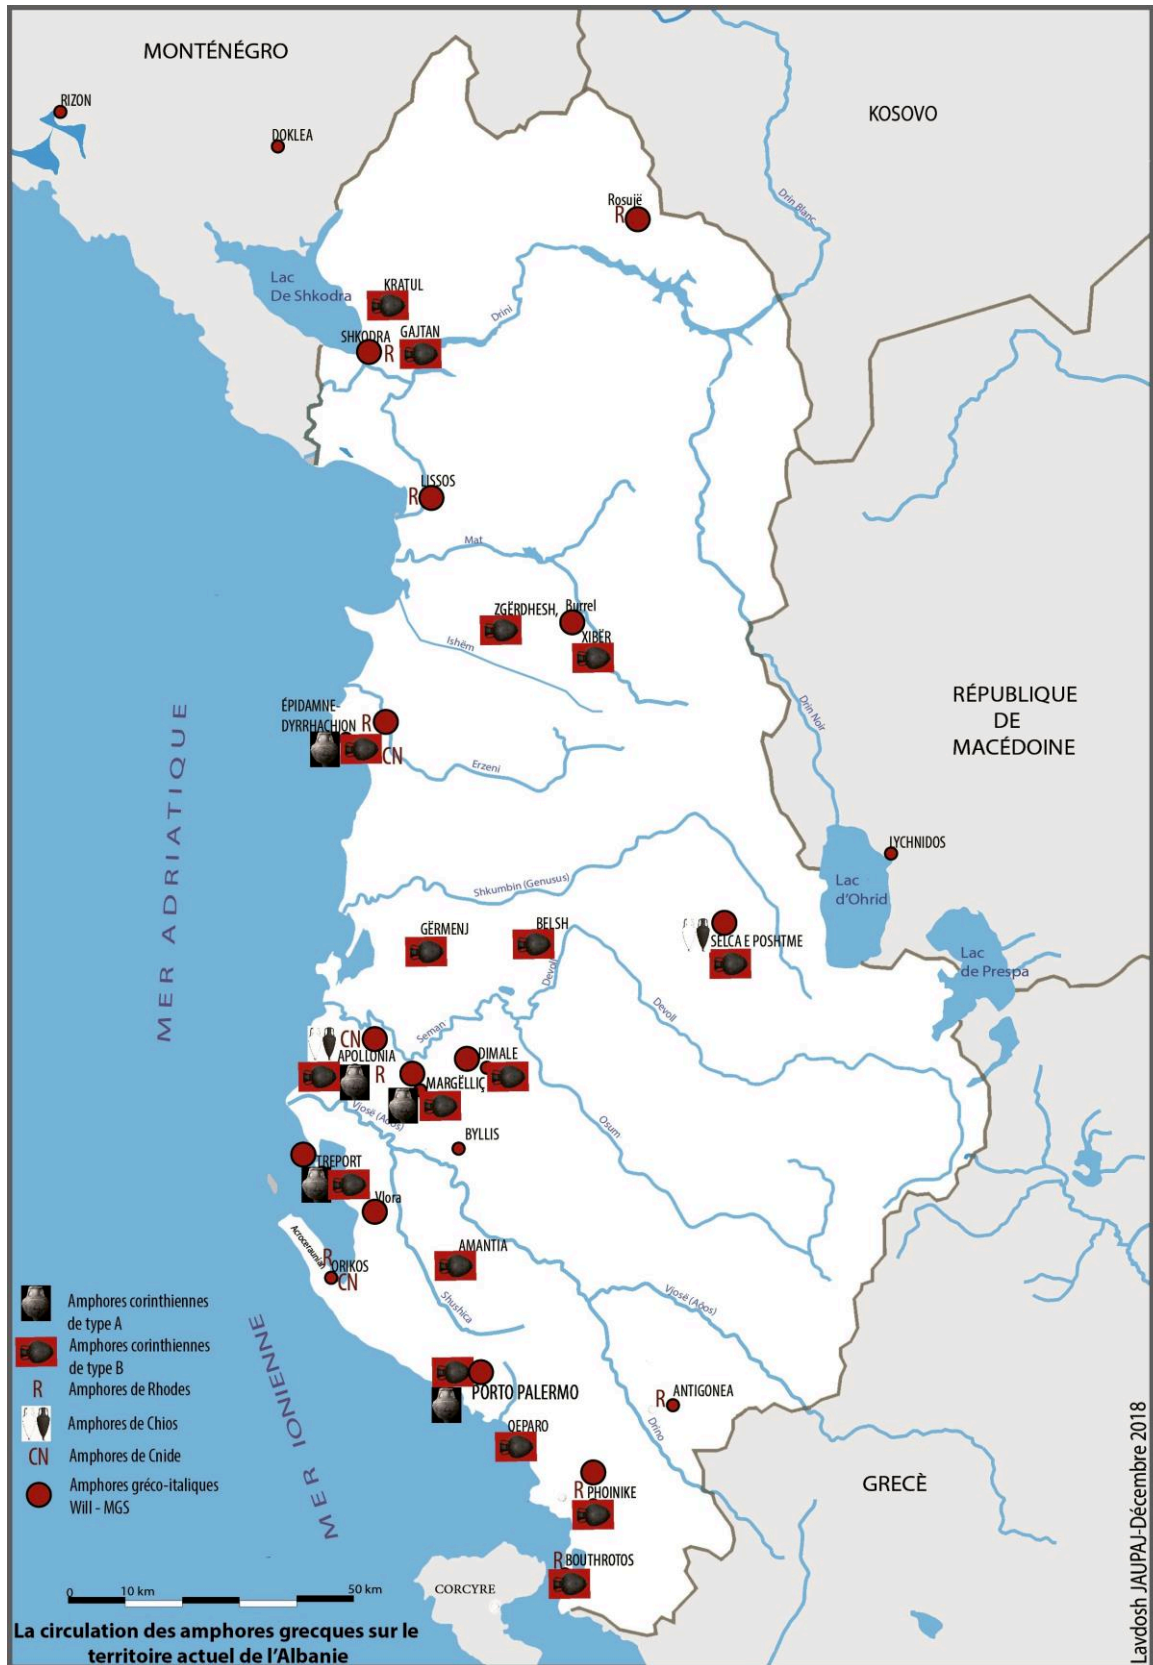 MONTÉNÉGRO
KOSOVO
RIZON
DOKLEA
Drin Blanc
Rosujë
R
Lac
De Shkodra
KRATUL
Drini
SHKODRA
GAJTAN
R
LISSOS
R
Mat
ZGËRDHESH,
Burrel
XIBËR
Ishëm
RÉPUBLIQUE
DE
MACÉDOINE
Drin Noir
ÉPIDAMNE-
DYRRHACHION
R
CN
Erzeni
MER ADRIATIQUE
LYCHNIDOS
Lac
d'Ohrid
Shkumbin (Genusus)
GËRMENJ
BELSH
SELCA E POSHTME
Lac
de Prespa
Devoll
Devoll
Seman
CN
APOLLONIA
R
DIMALE
MARGËLLIÇ
Vjosë (Aoos)
BYLLIS
Osum
TREPORT
Vlora
Acroceraunian
R
ORIKOS
CN
AMANTIA
Shushica
Vjosë (Aoos)
PORTO PALERMO
QEPARO
R
ANTIGONEA
Drino
R
PHOINIKE
R
BOUTHROTOS
CORCYRE
GRECÈ
MER IONIENNE
Amphores corinthiennes
de type A
Amphores corinthiennes
de type B
R
Amphores de Rhodes
Amphores de Chios
CN
Amphores de Cnide
Amphores gréco-italiques
Will - MGS
0
10 km
50 km
La circulation des amphores grecques sur le
territoire actuel de l'Albanie
Lavdosh JAUPAJ-Décembre 2018